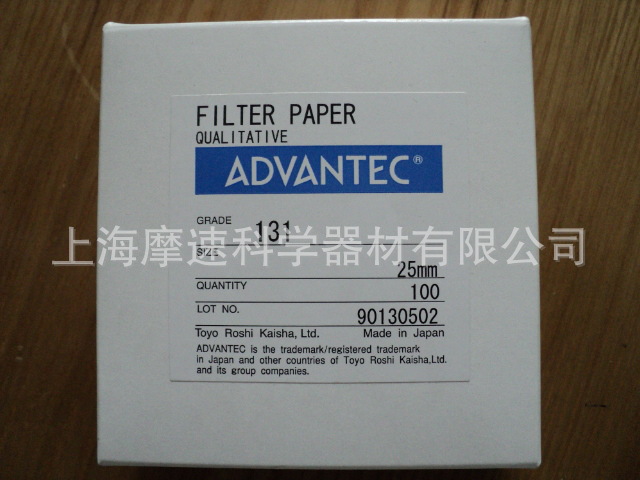 FILTER PAPER
QUALITATIVE
ADVANTEC®
GRADE 131
上海摩速科学器材有限公司
SIZE 25mm
QUANTITY 100
LOT NO. 90130502
Toyo Roshi Kaisha, Ltd. Made in Japan
ADVANTEC is the trademark/registered trademark
in Japan and other countries of Toyo Roshi Kaisha,Ltd.
and its group companies.